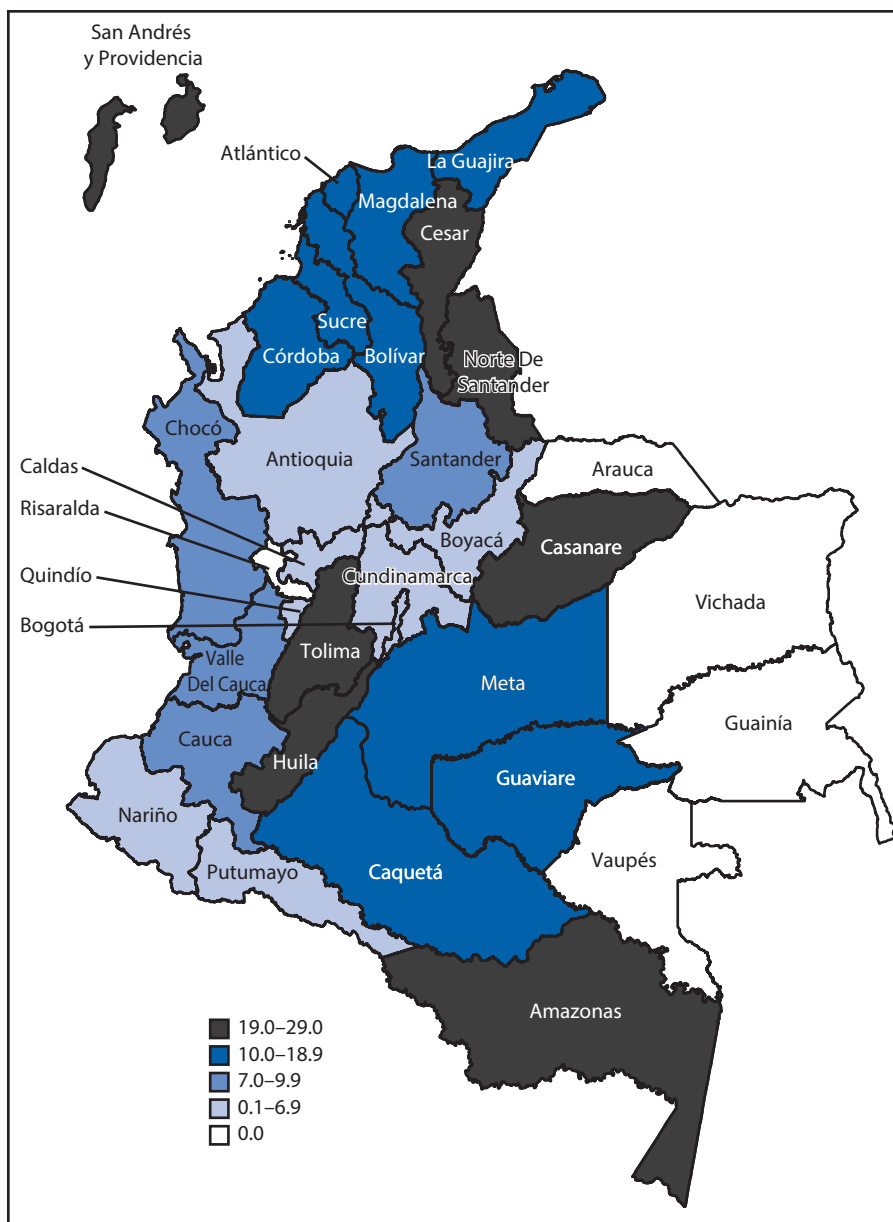 San Andrés
y Providencia
Atlántico
La Guajira
Magdalena
Cesar
Sucre
Córdoba
Bolívar
Norte De
Santander
Chocó
Antioquia
Santander
Arauca
Caldas
Risaralda
Quindío
Bogotá
Boyacá
Casanare
Cundinamarca
Vichada
Tolima
Valle
Del Cauca
Meta
Guainía
Cauca
Huila
Guaviare
Nariño
Putumayo
Caquetá
Vaupés
Amazonas
19.0–29.0
10.0–18.9
7.0–9.9
0.1–6.9
0.0